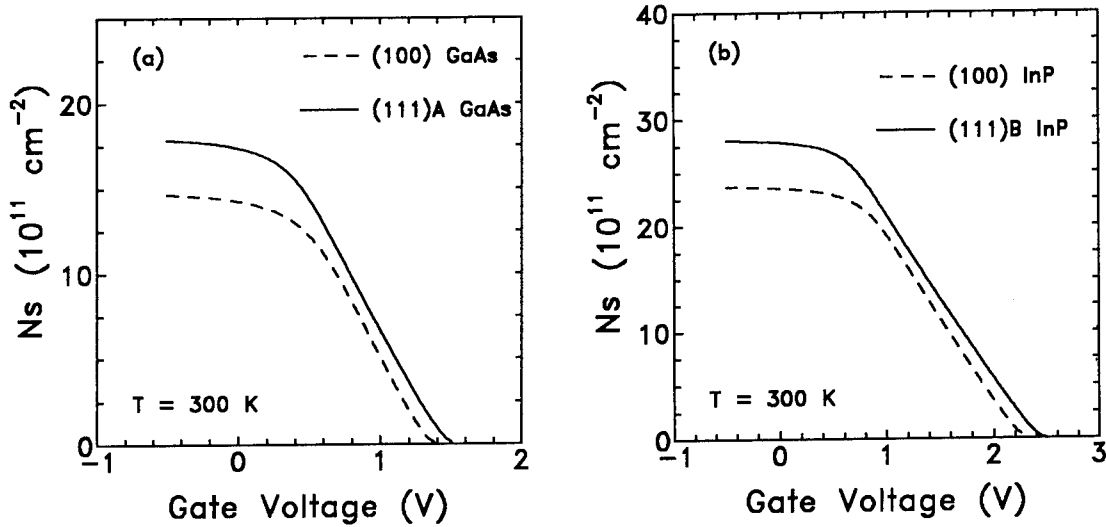 (a)
(100) GaAs
(111)A GaAs
20
10
0
Ns (10¹¹ cm⁻²)
T = 300 K
-1
0
1
2
Gate Voltage (V)
(b)
(100) InP
(111)B InP
40
30
20
10
0
Ns (10¹¹ cm⁻²)
T = 300 K
-1
0
1
2
3
Gate Voltage (V)